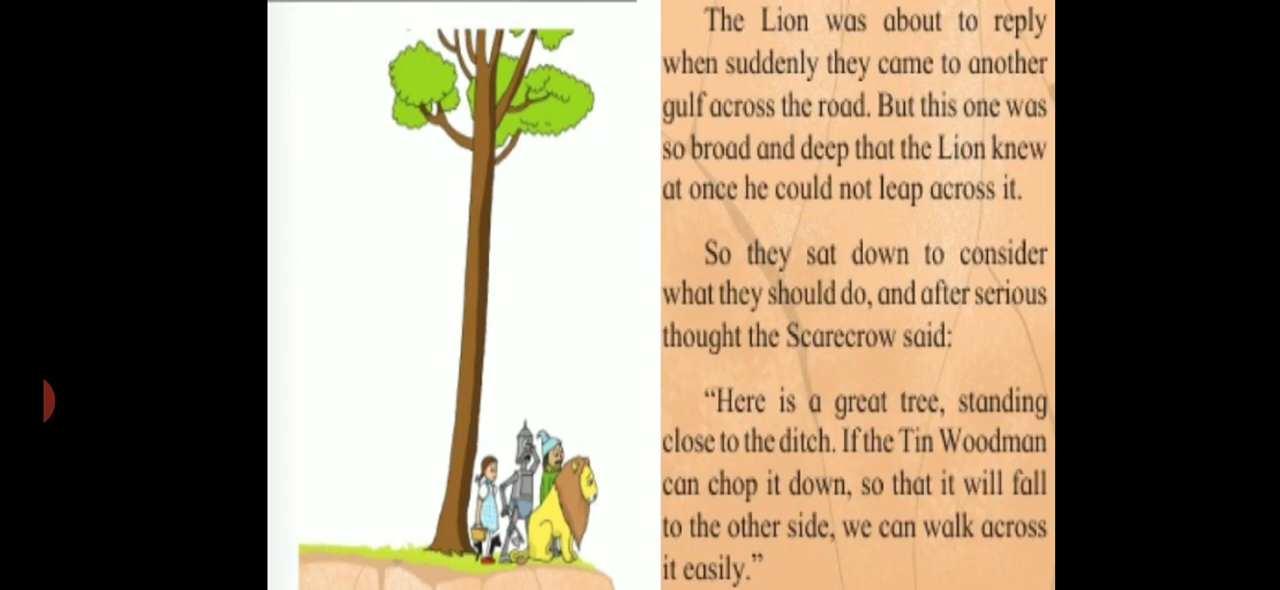 The Lion was about to reply
when suddenly they came to another
gulf across the road. But this one was
so broad and deep that the Lion knew
at once he could not leap across it.
So they sat down to consider
what they should do, and after serious
thought the Scarecrow said:
“Here is a great tree, standing
close to the ditch. If the Tin Woodman
can chop it down, so that it will fall
to the other side, we can walk across
it easily.”